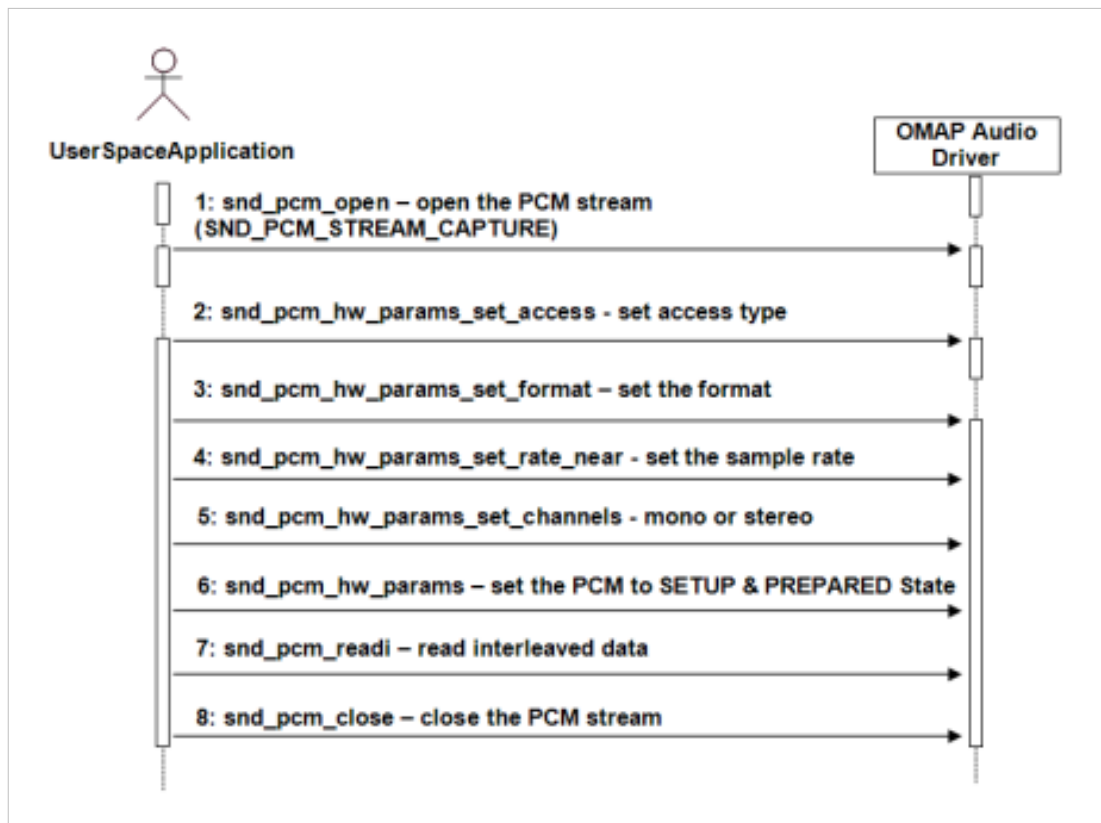 UserSpaceApplication
OMAP Audio
Driver
1: snd_pcm_open – open the PCM stream
(SND_PCM_STREAM_CAPTURE)
2: snd_pcm_hw_params_set_access - set access type
3: snd_pcm_hw_params_set_format – set the format
4: snd_pcm_hw_params_set_rate_near - set the sample rate
5: snd_pcm_hw_params_set_channels - mono or stereo
6: snd_pcm_hw_params – set the PCM to SETUP & PREPARED State
7: snd_pcm_readi – read interleaved data
8: snd_pcm_close – close the PCM stream